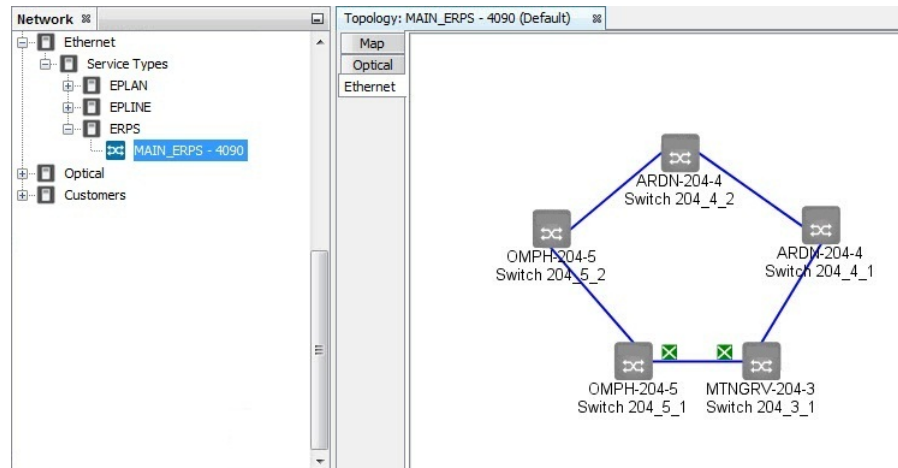 Network
Ethernet
Service Types
EPLAN
EPLINE
ERPS
MAIN_ERPS - 4090
Optical
Customers
Topology: MAIN_ERPS - 4090 (Default)
Map
Optical
Ethernet
ARDN-204-4
Switch 204_4_2
OMPH-204-5
Switch 204_5_2
ARDN-204-4
Switch 204_4_1
OMPH-204-5
Switch 204_5_1
MTNGRV-204-3
Switch 204_3_1